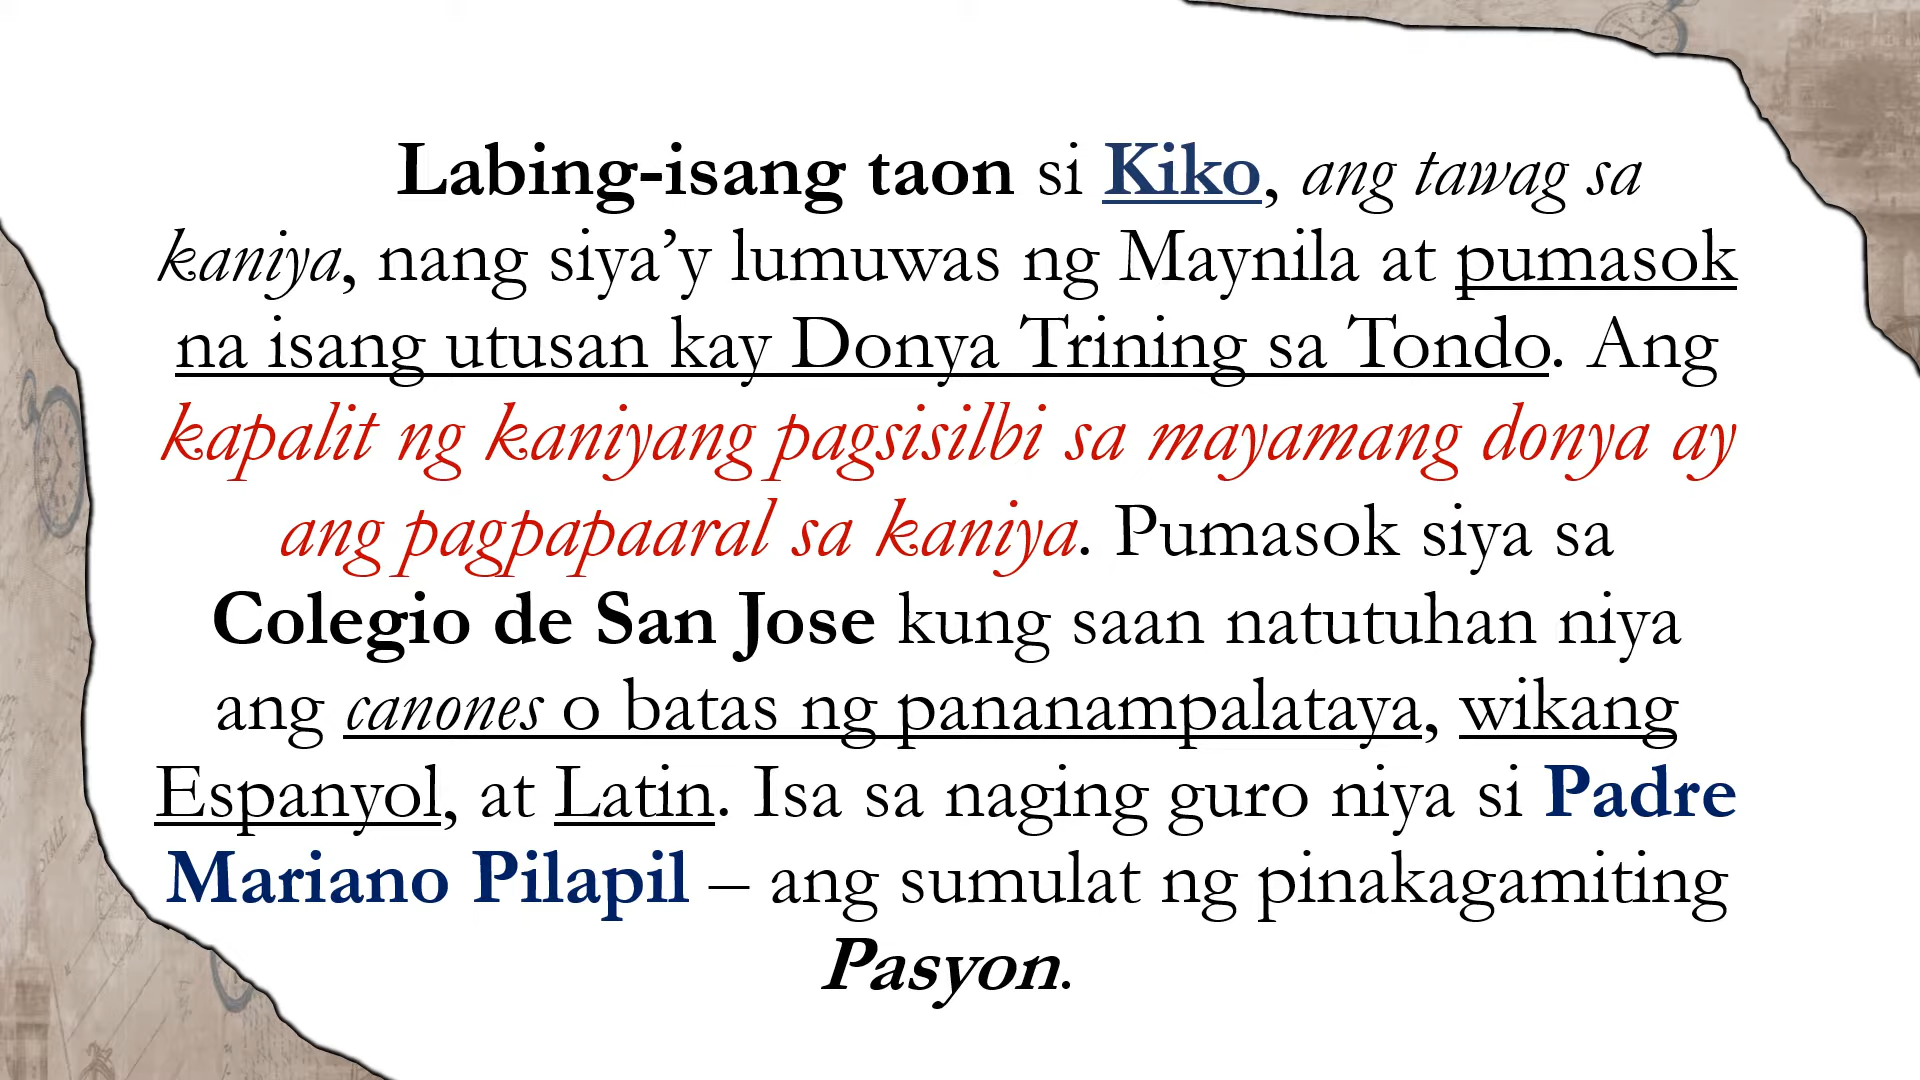 Labing-isang taon si Kiko, ang tawag sa
kaniya, nang siya’y lumuwas ng Maynila at pumasok
na isang utusan kay Donya Trining sa Tondo. Ang
kapalit ng kaniyang pagsisilbi sa mayamang donya ay
ang pagpapaaral sa kaniya. Pumasok siya sa
Colegio de San Jose kung saan natutuhan niya
ang canones o batas ng pananampalataya, wikang
Espanyol, at Latin. Isa sa naging guro niya si Padre
Mariano Pilapil – ang sumulat ng pinakagamiting
Pasyon.